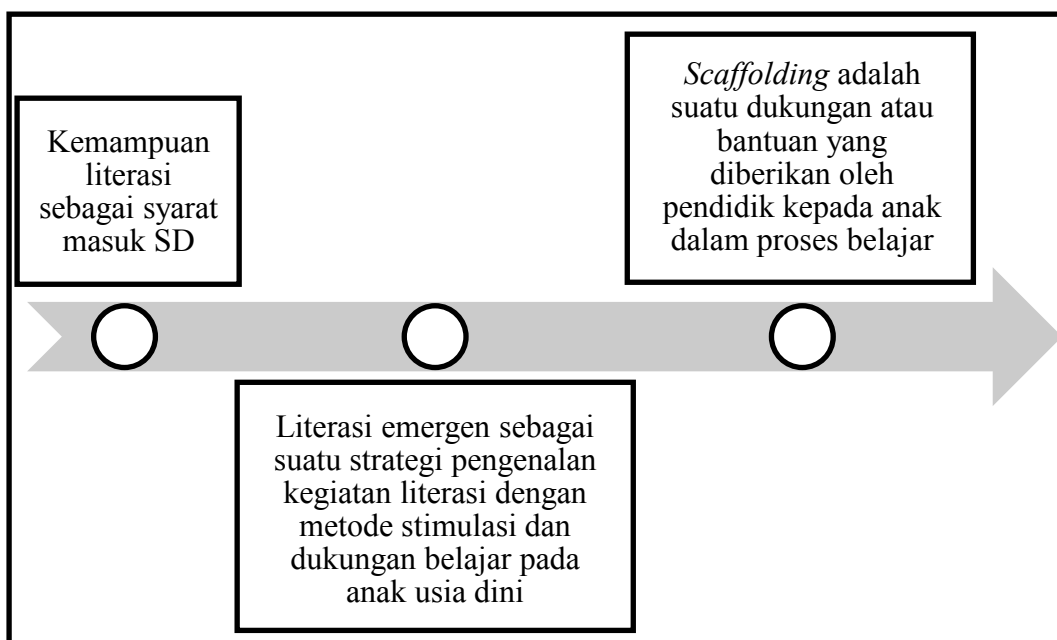 Kemampuan
literasi
sebagai syarat
masuk SD
Literasi emergen sebagai
suatu strategi pengenalan
kegiatan literasi dengan
metode stimulasi dan
dukungan belajar pada
anak usia dini
Scaffolding adalah
suatu dukungan atau
bantuan yang
diberikan oleh
pendidik kepada anak
dalam proses belajar